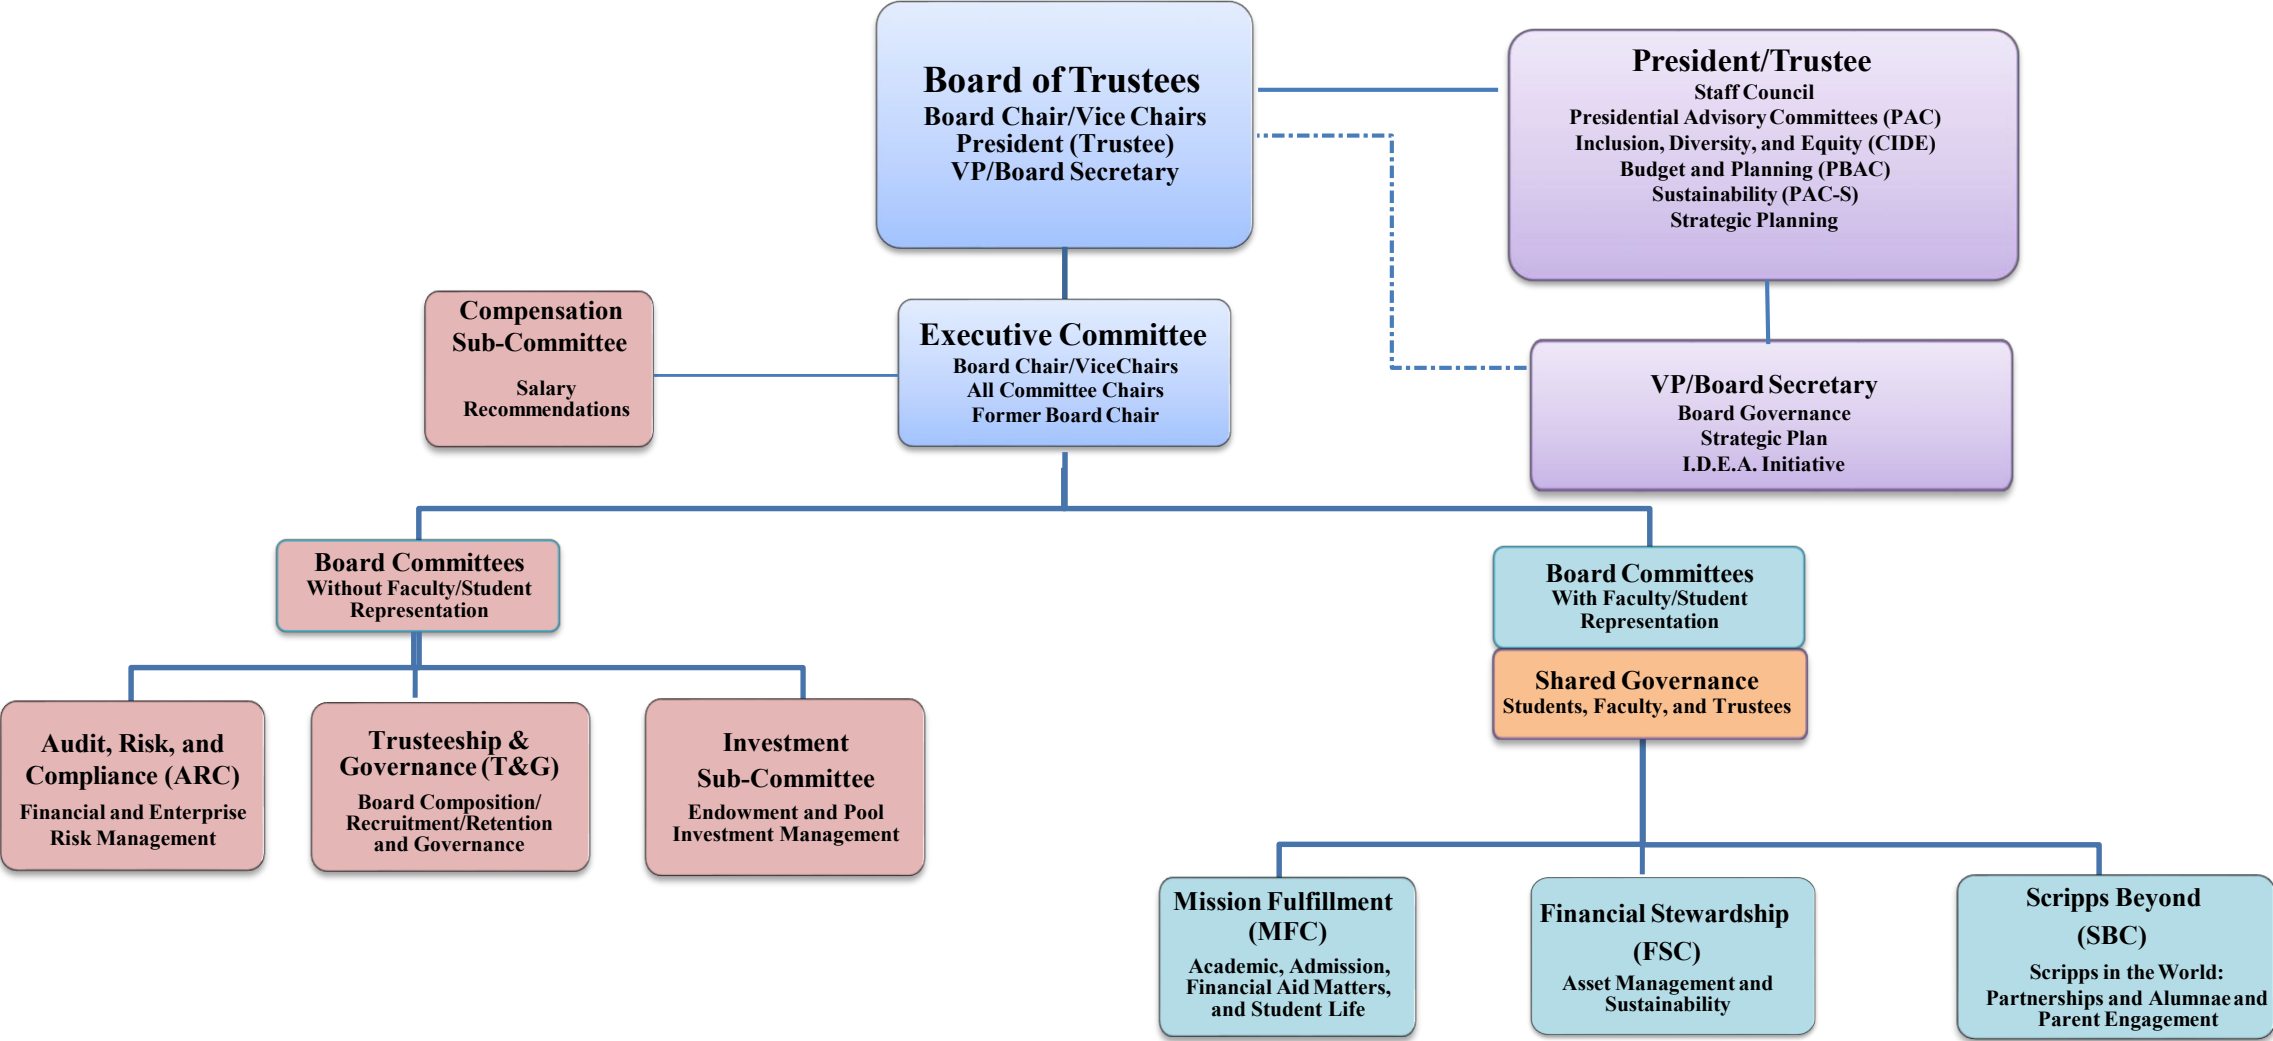 Board of Trustees
Board Chair/Vice Chairs
President (Trustee)
VP/Board Secretary
President/Trustee
Staff Council
Presidential Advisory Committees (PAC)
Inclusion, Diversity, and Equity (CIDE)
Budget and Planning (PBAC)
Sustainability (PAC-S)
Strategic Planning
Compensation
Sub-Committee
Salary
Recommendations
Executive Committee
Board Chair/ViceChairs
All Committee Chairs
Former Board Chair
VP/Board Secretary
Board Governance
Strategic Plan
I.D.E.A. Initiative
Board Committees
Without Faculty/Student
Representation
Board Committees
With Faculty/Student
Representation
Shared Governance
Students, Faculty, and Trustees
Audit, Risk, and
Compliance (ARC)
Financial and Enterprise
Risk Management
Trusteeship &
Governance (T&G)
Board Composition/
Recruitment/Retention
and Governance
Investment
Sub-Committee
Endowment and Pool
Investment Management
Mission Fulfillment
(MFC)
Academic, Admission,
Financial Aid Matters,
and Student Life
Financial Stewardship
(FSC)
Asset Management and
Sustainability
Scripps Beyond
(SBC)
Scripps in the World:
Partnerships and Alumnae and
Parent Engagement